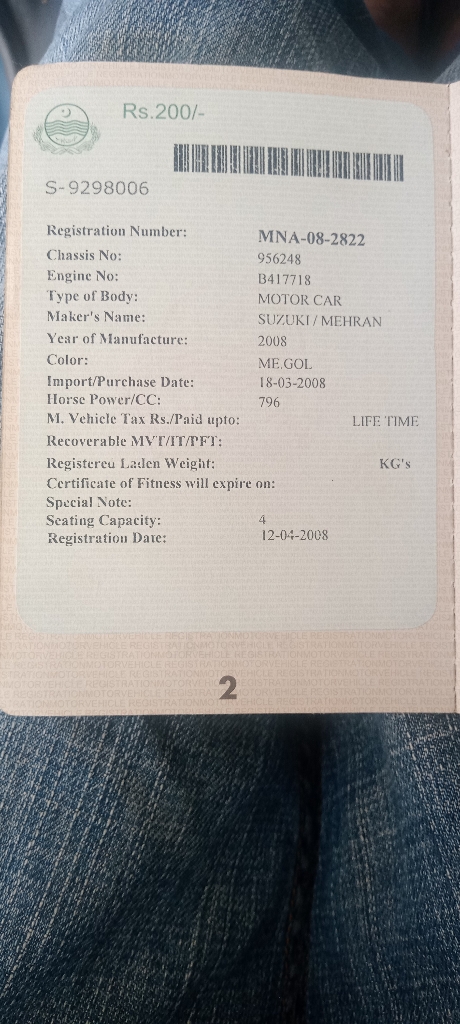 Rs.200/-
S-9298006
Registration Number: MNA-08-2822
Chassis No: 956248
Engine No: B417718
Type of Body: MOTOR CAR
Maker's Name: SUZUKI / MEHRAN
Year of Manufacture: 2008
Color: ME.GOL
Import/Purchase Date: 18-03-2008
Horse Power/CC: 796
M. Vehicle Tax Rs./Paid upto: LIFE TIME
Recoverable MVT/IT/PFT:
Registered Laden Weight: KG's
Certificate of Fitness will expire on:
Special Note:
Seating Capacity: 4
Registration Date: 12-04-2008
2